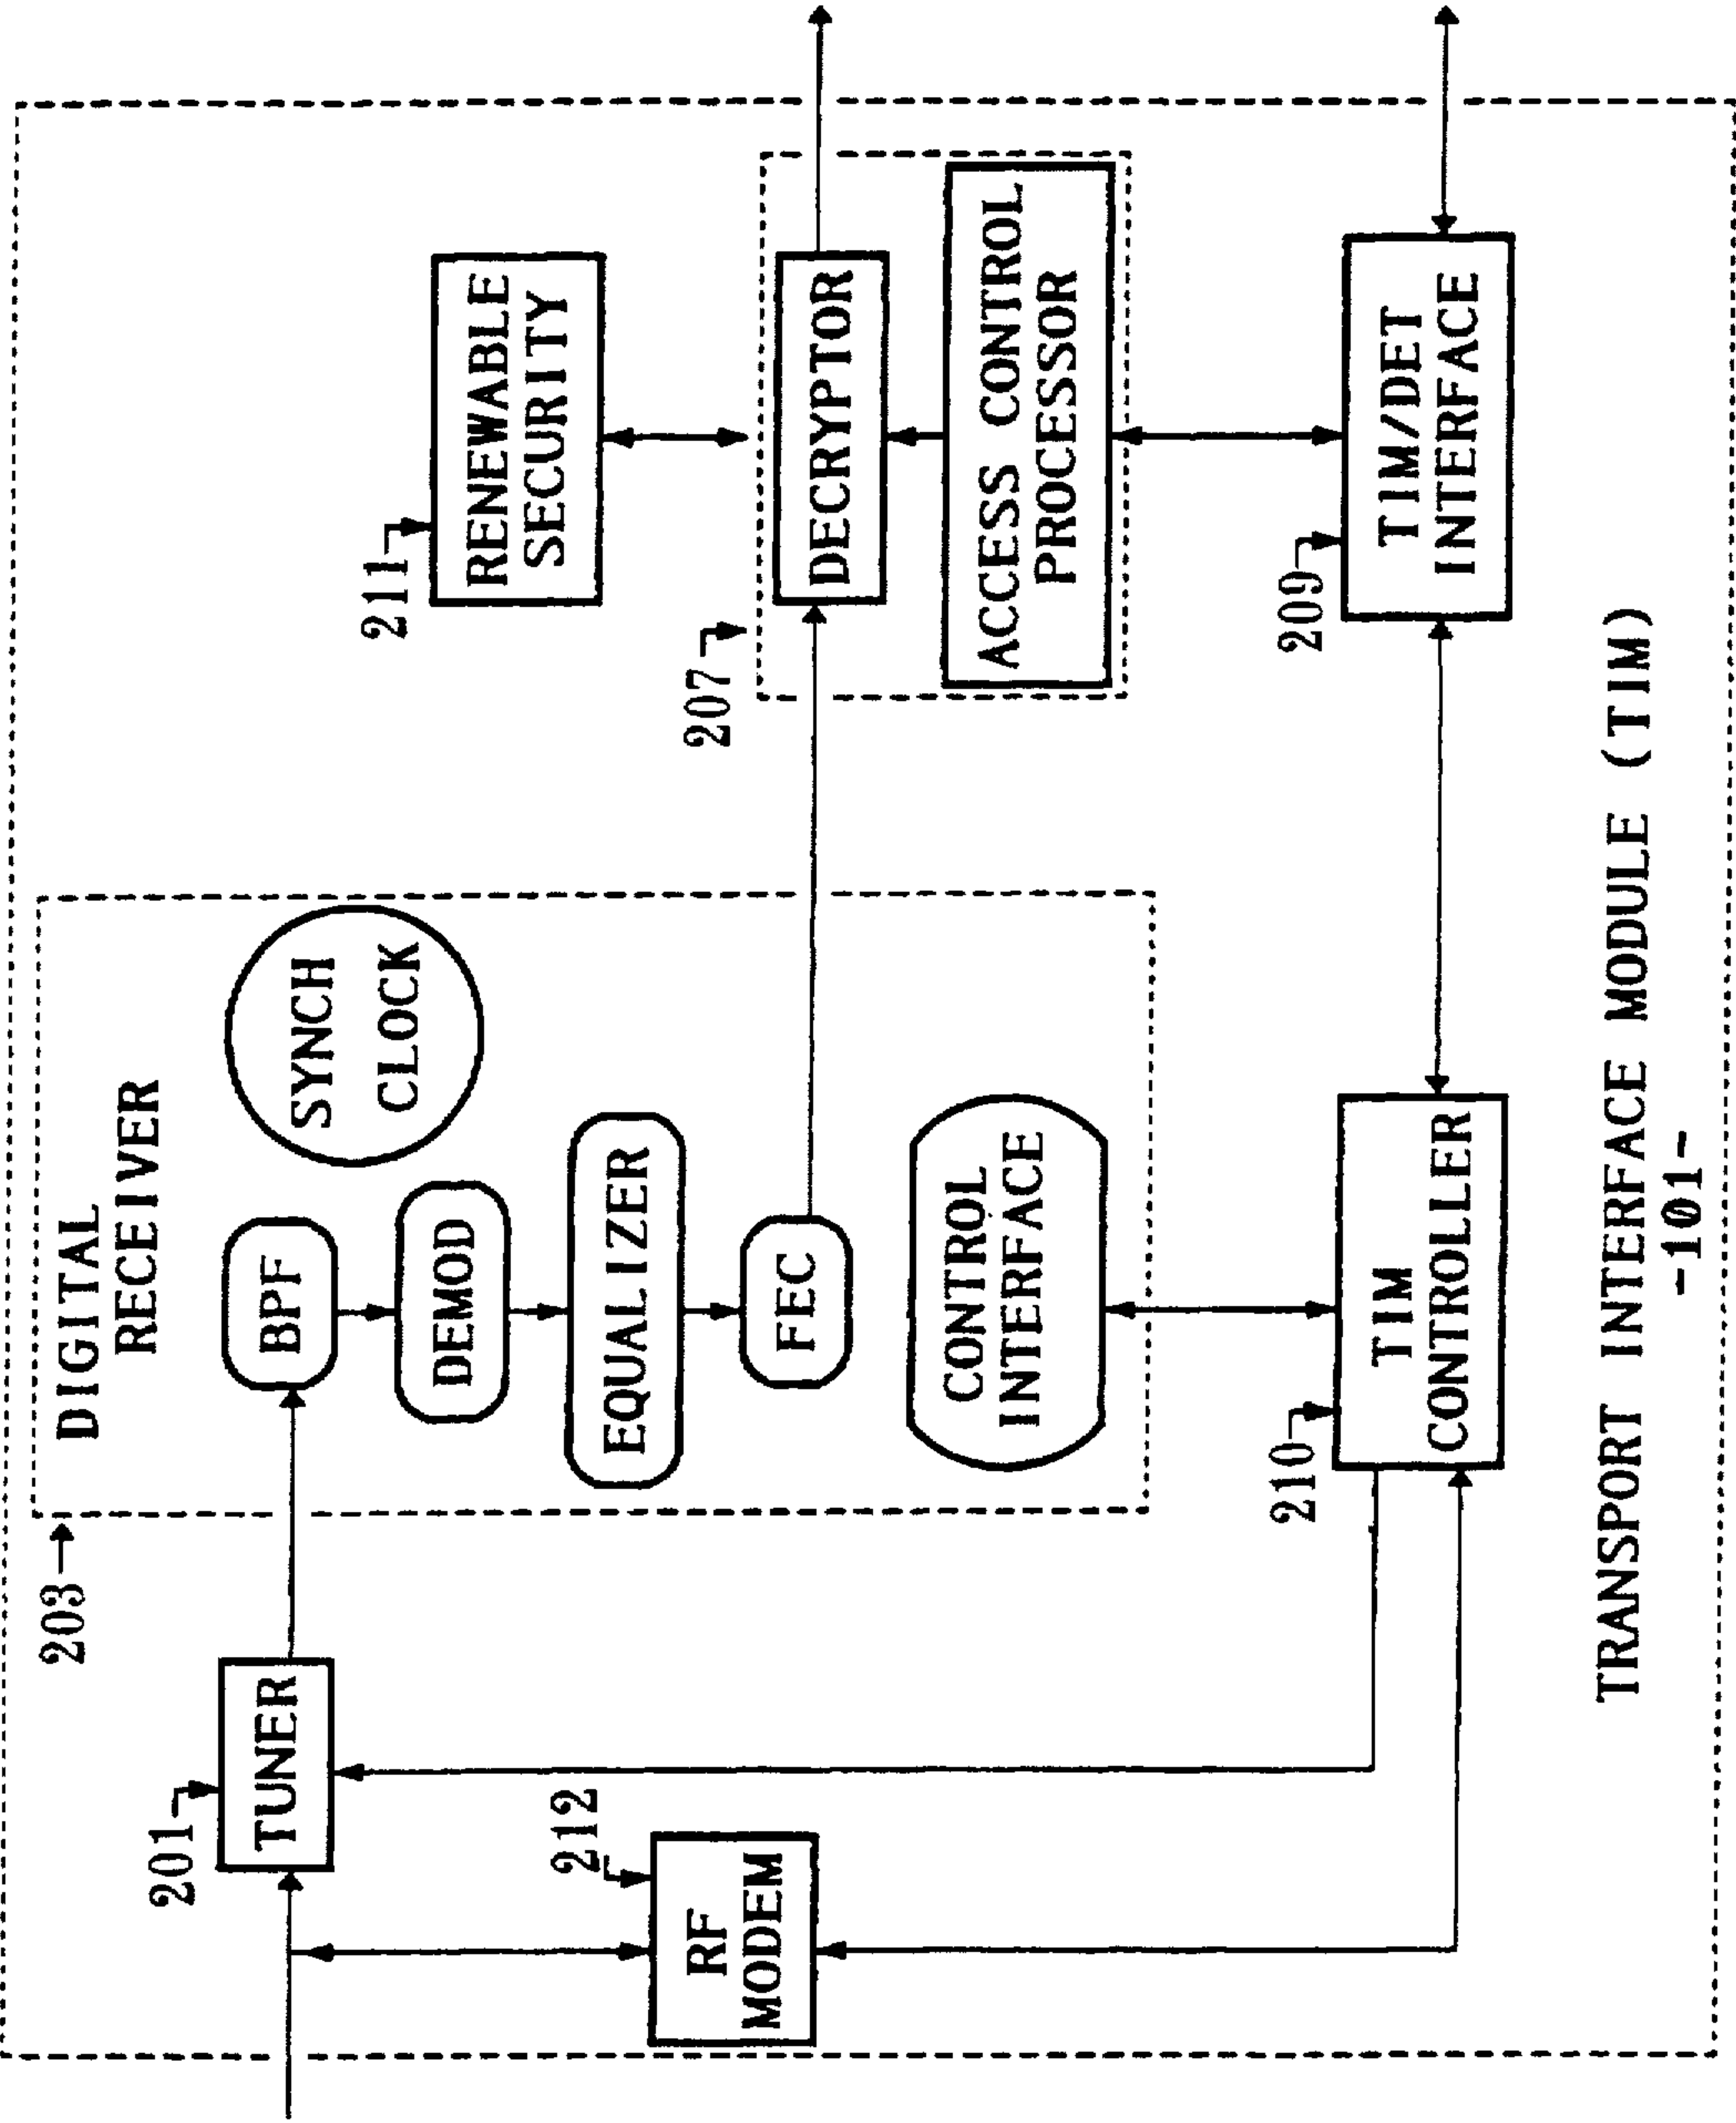 DIGITAL
RECEIVER
203
201
TUNER
BPF
SYNCH
CLOCK
DEMOD
EQUALIZER
FEC
CONTROL
INTERFACE
212
RF
MODEM
211
RENEWABLE
SECURITY
207
DECRYPTOR
ACCESS CONTROL
PROCESSOR
210
TIM
CONTROLLER
209
TIM/DET
INTERFACE
TRANSPORT INTERFACE MODULE (TIM)
-101-